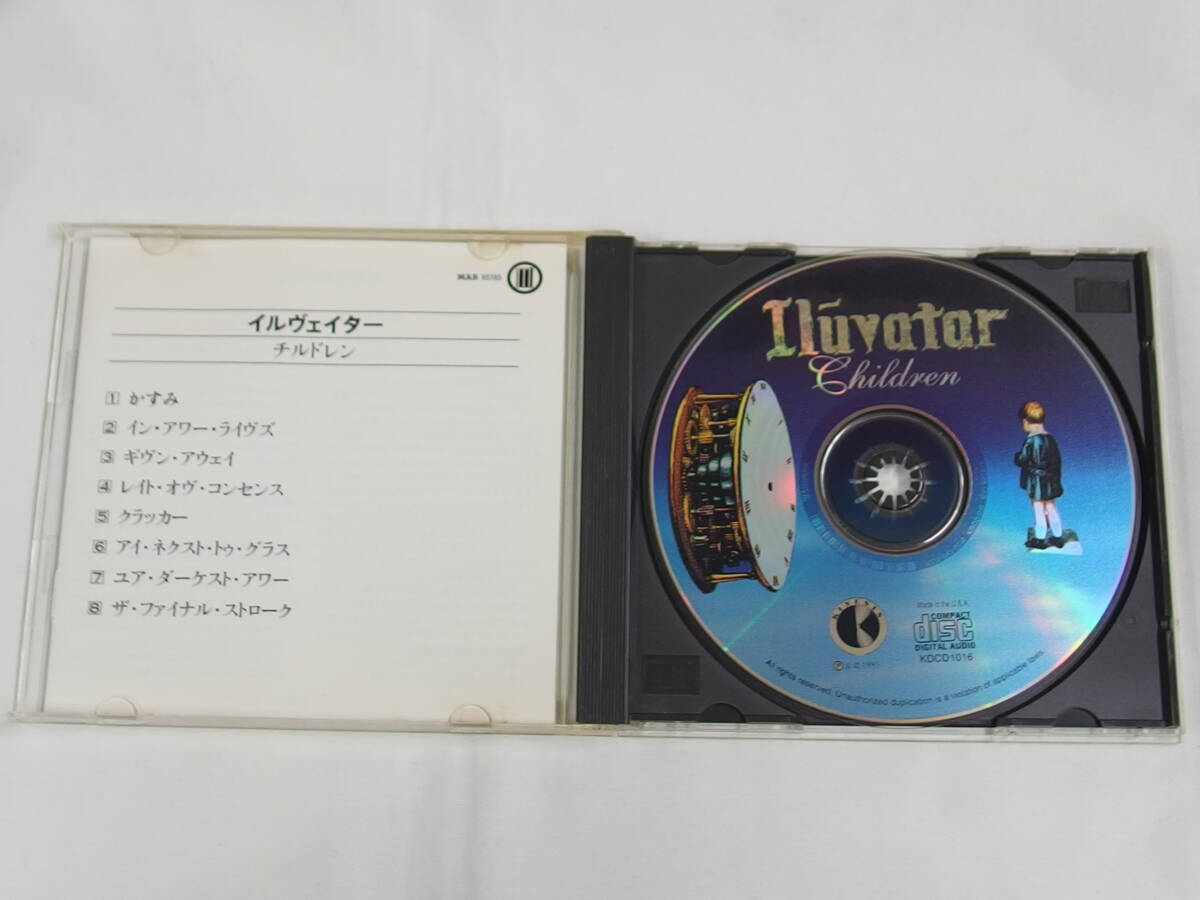 MAR
イルヴェイター
チルドレン
1 かすみ
2 イン・アワー・ライヴズ
3 ギヴン・アウェイ
4 レイト・オヴ・コンセンス
5 クラッカー
6 アイ・ネクスト・トゥ・グラス
7 ユア・ダーケスト・アワー
8 ザ・ファイナル・ストローク
Ilūvatar
Children
KINESIS
Made in the U.S.A.
COMPACT
disc
DIGITAL AUDIO
KDCD1016
℗ & © 1995
All rights reserved. Unauthorized duplication is a violation of applicable laws.